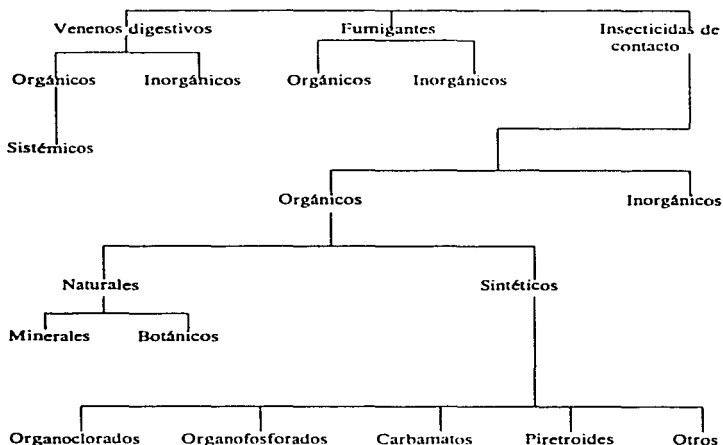 Venenos digestivos Fumigantes Insecticidas de
contacto
Orgánicos Inorgánicos Orgánicos Inorgánicos
Sistémicos
Orgánicos Inorgánicos
Naturales Sintéticos
Minerales Botánicos
Organoclorados Organofosforados Carbamatos Piretroides Otros